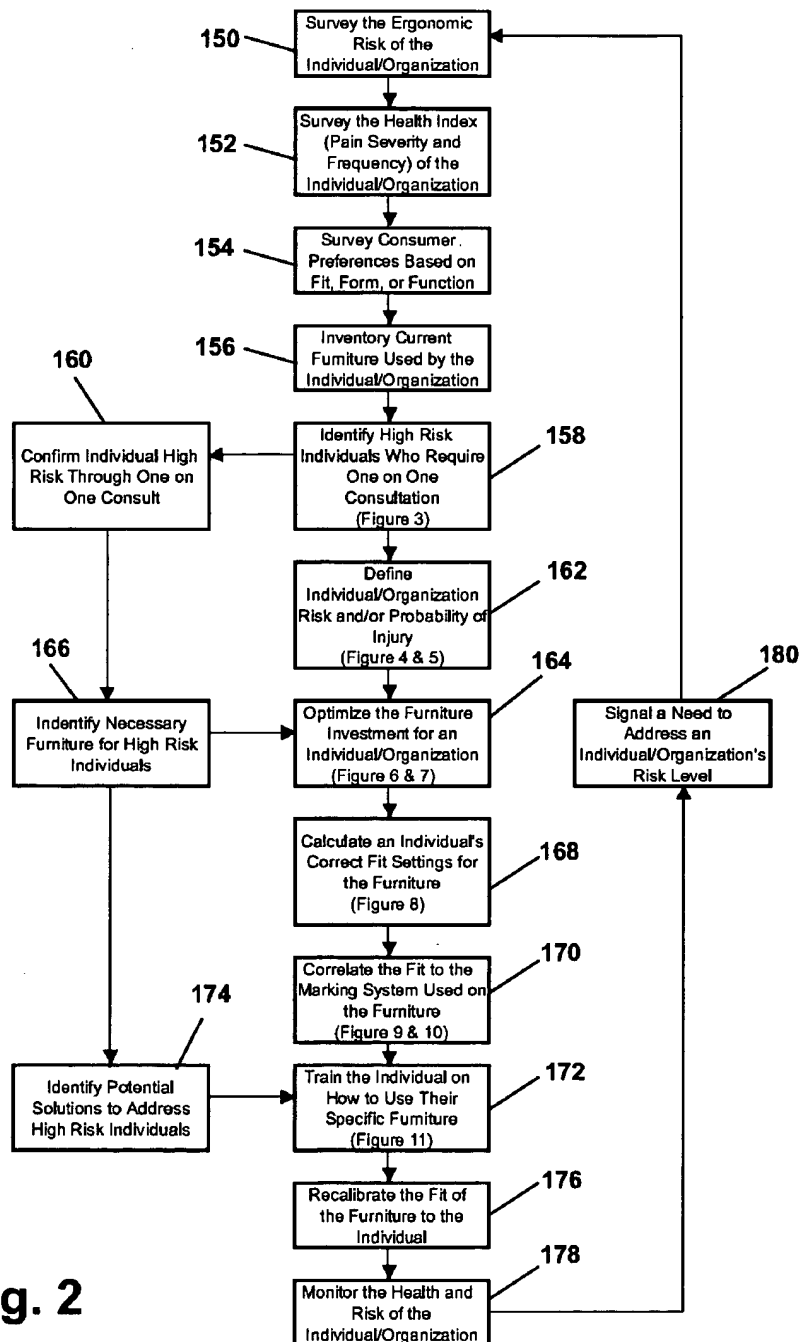 150
Survey the Ergonomic
Risk of the
Individual/Organization
152
Survey the Health Index
(Pain Severity and
Frequency) of the
Individual/Organization
154
Survey Consumer.
Preferences Based on
Fit, Form, or Function
156
Inventory Current
Furniture Used by the
Individual/Organization
160
Confirm Individual High
Risk Through One on
One Consult
158
Identify High Risk
Individuals Who Require
One on One
Consultation
(Figure 3)
162
Define
Individual/Organization
Risk and/or Probability of
Injury
(Figure 4 & 5)
166
Indentify Necessary
Furniture for High Risk
Individuals
164
Optimize the Furniture
Investment for an
Individual/Organization
(Figure 6 & 7)
180
Signal a Need to
Address an
Individual/Organization's
Risk Level
168
Calculate an Individual's
Correct Fit Settings for
the Furniture
(Figure 8)
170
Correlate the Fit to the
Marking System Used on
the Furniture
(Figure 9 & 10)
174
Identify Potential
Solutions to Address
High Risk Individuals
172
Train the Individual on
How to Use Their
Specific Furniture
(Figure 11)
176
Recalibrate the Fit of
the Furniture to the
Individual
178
Monitor the Health and
Risk of the
Individual/Organization
g. 2